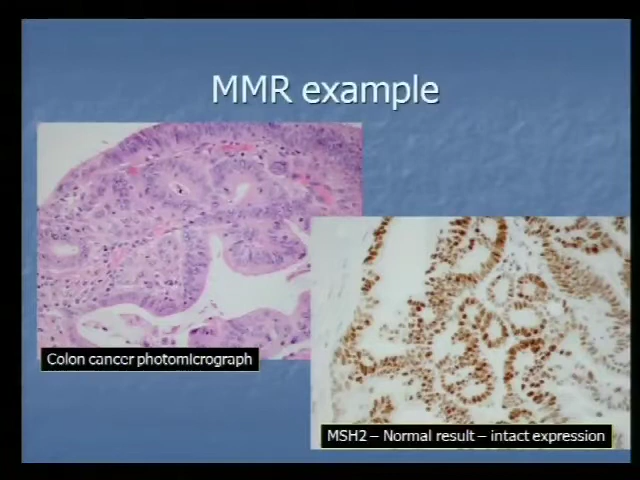 MMR example
Colon cancer photomicrograph
MSH2 – Normal result – intact expression